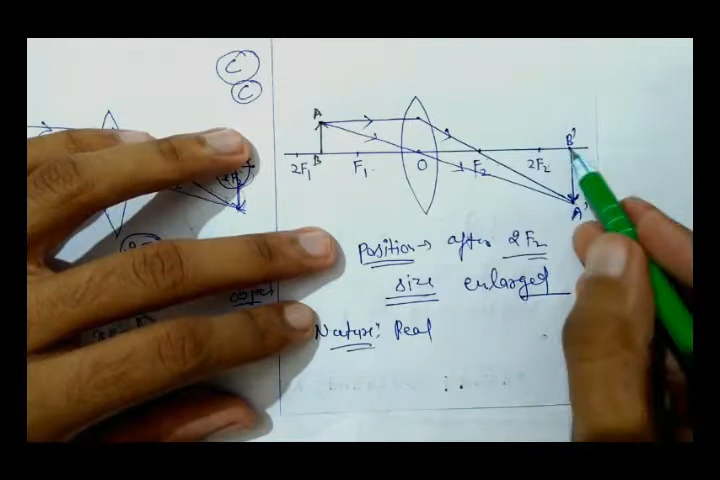 C
C
A
B'
2F₁ B F₁ O F₂ 2F₂
A'
Position → after 2F₂
size enlarged
Nature: Real
object